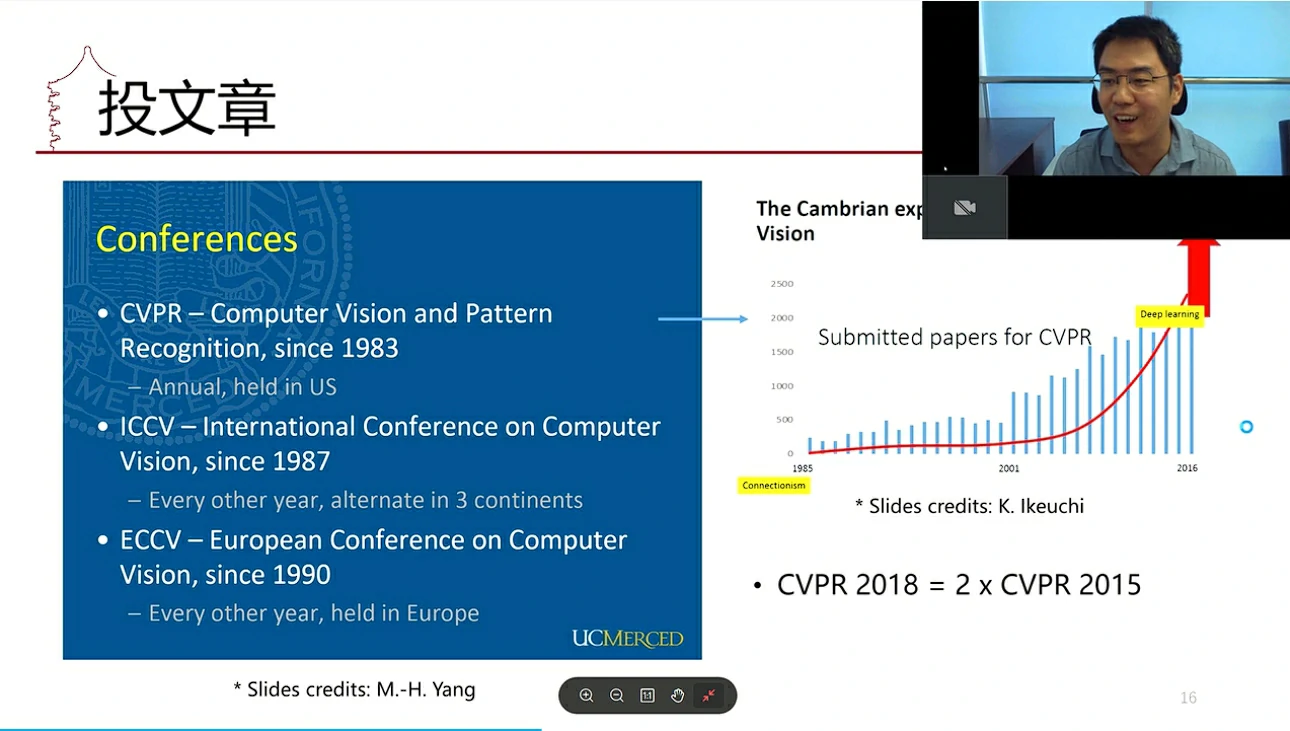 投文章
Conferences
• CVPR – Computer Vision and Pattern
Recognition, since 1983
– Annual, held in US
• ICCV – International Conference on Computer
Vision, since 1987
– Every other year, alternate in 3 continents
• ECCV – European Conference on Computer
Vision, since 1990
– Every other year, held in Europe
UCMERCED
* Slides credits: M.-H. Yang
The Cambrian exp
Vision
2500
2000
1500
1000
500
0
Submitted papers for CVPR
Deep learning
1985
2001
2016
Connectionism
* Slides credits: K. Ikeuchi
• CVPR 2018 = 2 x CVPR 2015
1:1
16